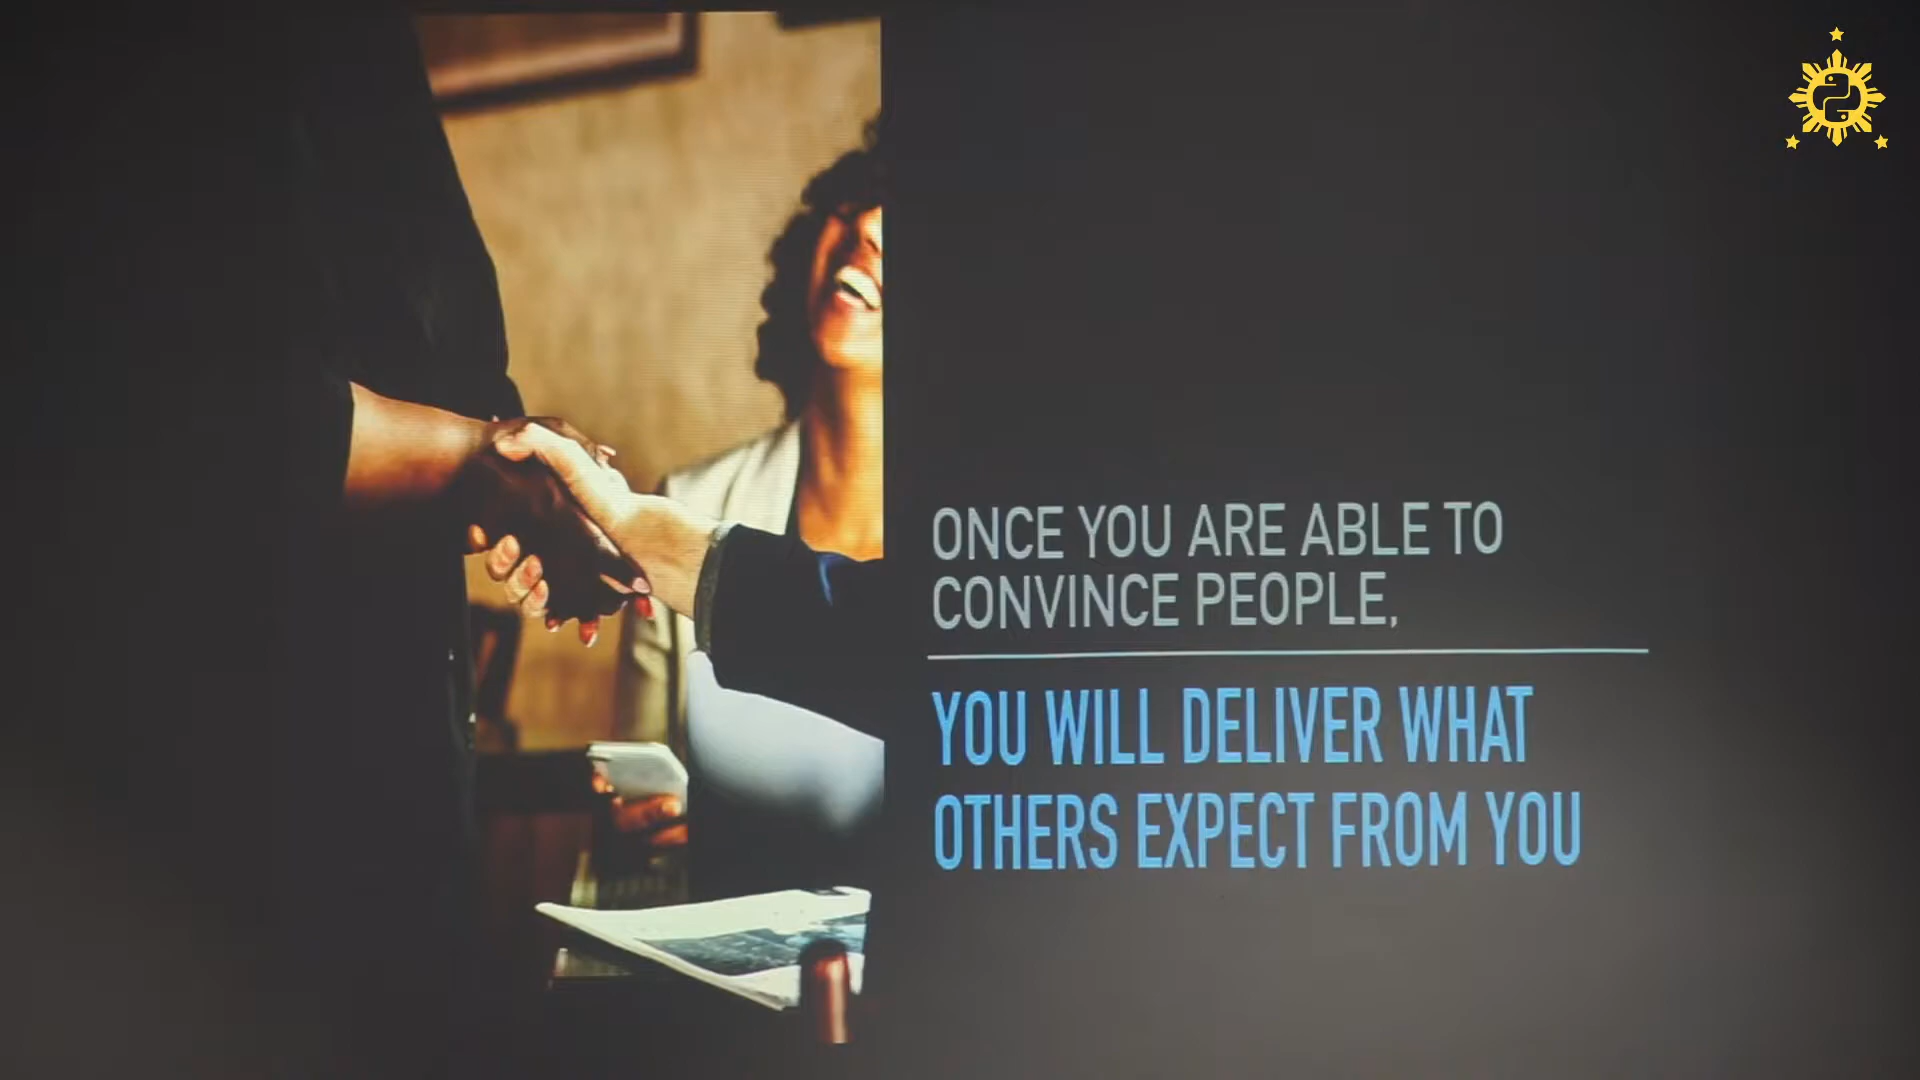 ONCE YOU ARE ABLE TO
CONVINCE PEOPLE,
YOU WILL DELIVER WHAT
OTHERS EXPECT FROM YOU